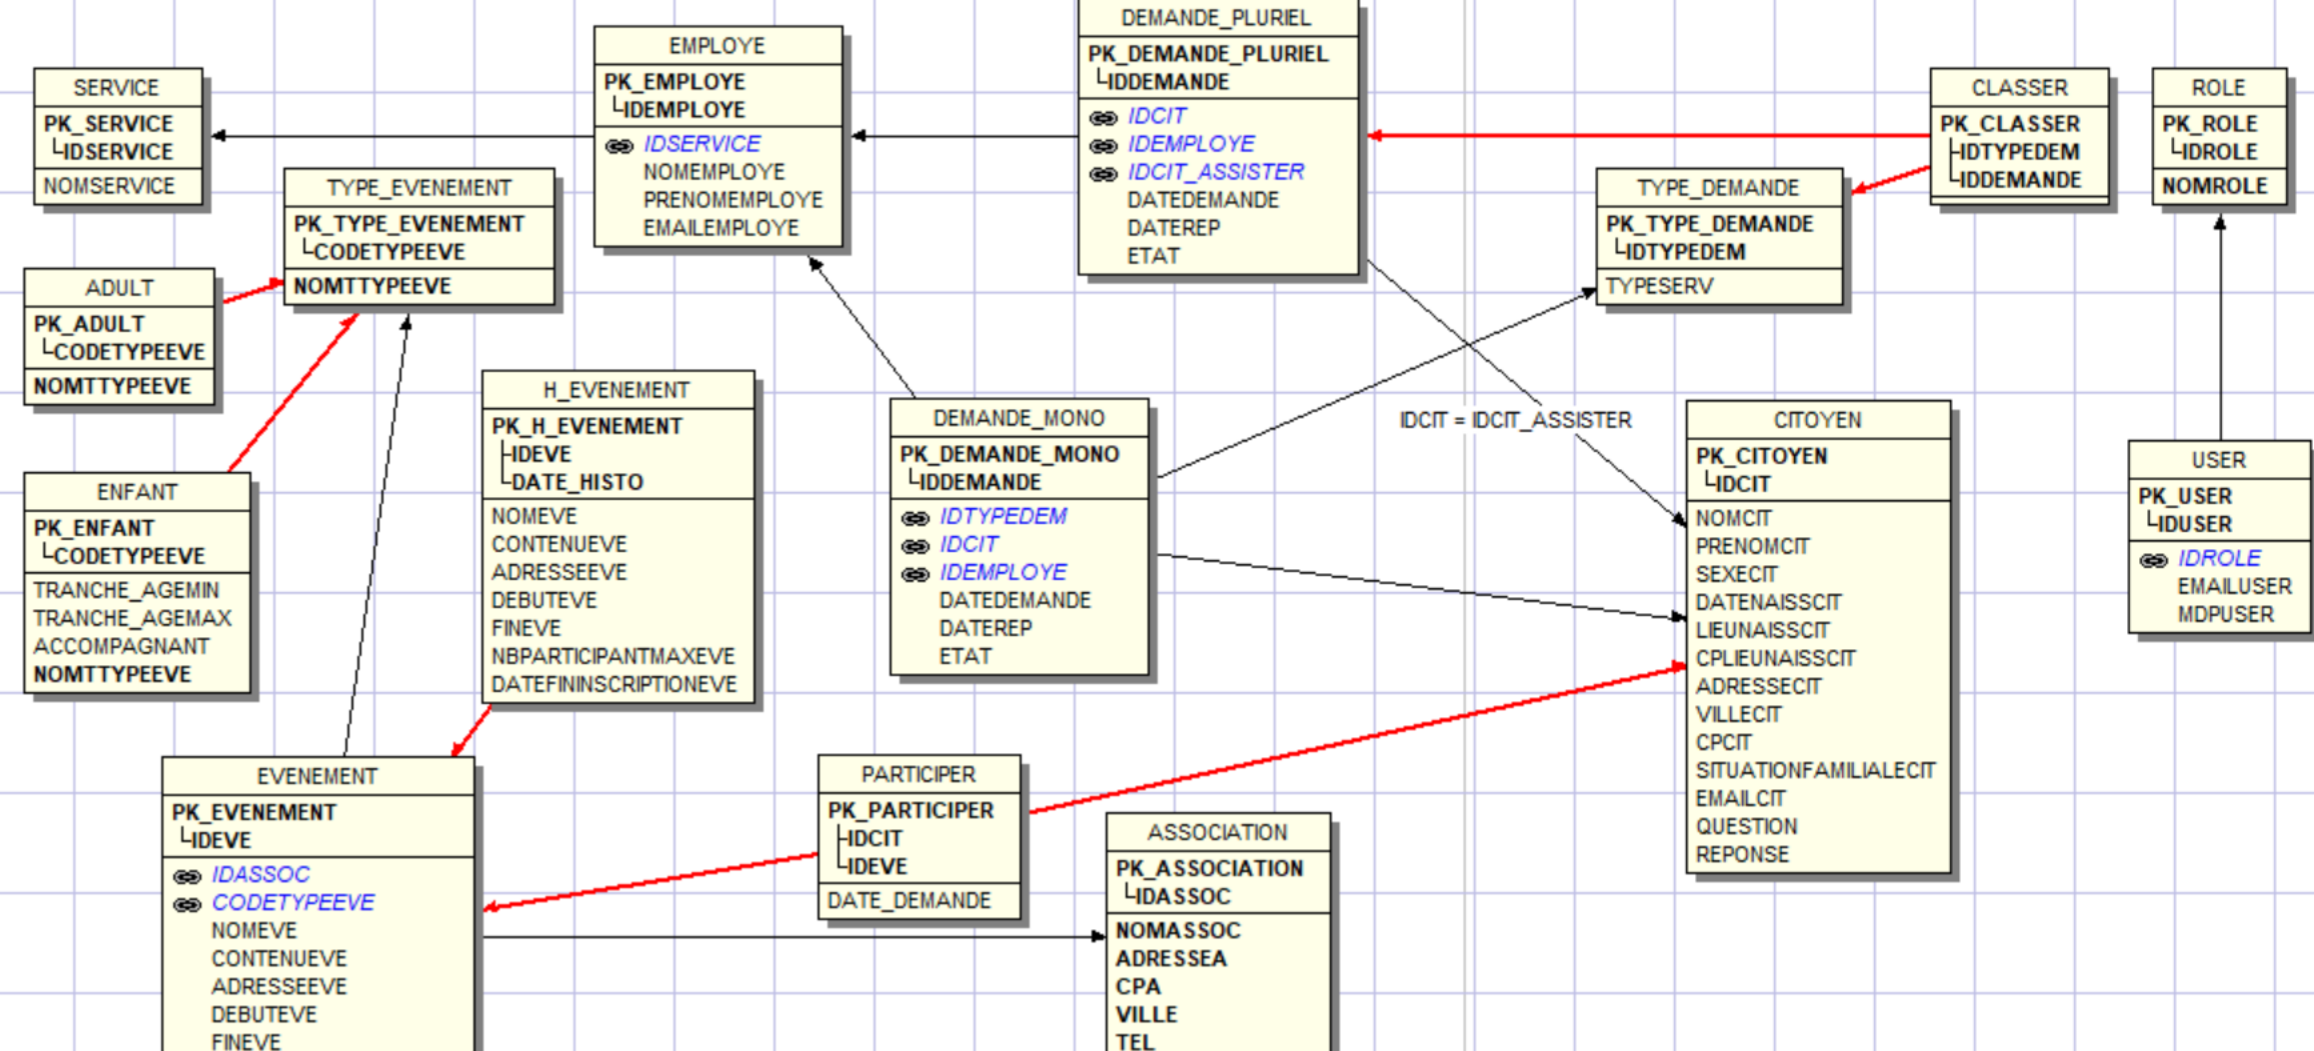 SERVICE
PK_SERVICE
IDSERVICE
NOMSERVICE
TYPE_EVENEMENT
PK_TYPE_EVENEMENT
CODETYPEEVE
NOMTTYPEEVE
EMPLOYE
PK_EMPLOYE
IDEMPLOYE
IDSERVICE
NOMEMPLOYE
PRENOMEMPLOYE
EMAILEMPLOYE
DEMANDE_PLURIEL
PK_DEMANDE_PLURIEL
IDDEMANDE
IDCIT
IDEMPLOYE
IDCIT_ASSISTER
DATEDEMANDE
DATEREP
ETAT
TYPE_DEMANDE
PK_TYPE_DEMANDE
IDTYPEDEM
TYPESERV
CLASSER
PK_CLASSER
IDTYPEDEM
IDDEMANDE
ROLE
PK_ROLE
IDROLE
NOMROLE
ADULT
PK_ADULT
CODETYPEEVE
NOMTTYPEEVE
ENFANT
PK_ENFANT
CODETYPEEVE
TRANCHE_AGEMIN
TRANCHE_AGEMAX
ACCOMPAGNANT
NOMTTYPEEVE
H_EVENEMENT
PK_H_EVENEMENT
IDEVE
DATE_HISTO
NOMEVE
CONTENUEVE
ADRESSEEVE
DEBUTEVE
FINEVE
NBPARTICIPANTMAXEVE
DATEFININSCRIPTIONEVE
DEMANDE_MONO
PK_DEMANDE_MONO
IDDEMANDE
IDTYPEDEM
IDCIT
IDEMPLOYE
DATEDEMANDE
DATEREP
ETAT
IDCIT = IDCIT_ASSISTER
CITOYEN
PK_CITOYEN
IDCIT
NOMCIT
PRENOMCIT
SEXECIT
DATENAISSCIT
LIEUNAISSCIT
CPLIEUNAISSCIT
ADRESSECIT
VILLECIT
CPCIT
SITUATIONFAMILIALECIT
EMAILCIT
QUESTION
REPONSE
USER
PK_USER
IDUSER
IDROLE
EMAILUSER
MDPUSER
EVENEMENT
PK_EVENEMENT
IDEVE
IDASSOC
CODETYPEEVE
NOMEVE
CONTENUEVE
ADRESSEEVE
DEBUTEVE
FINEVE
PARTICIPER
PK_PARTICIPER
IDCIT
IDEVE
DATE_DEMANDE
ASSOCIATION
PK_ASSOCIATION
IDASSOC
NOMASSOC
ADRESSEA
CPA
VILLE
TEL